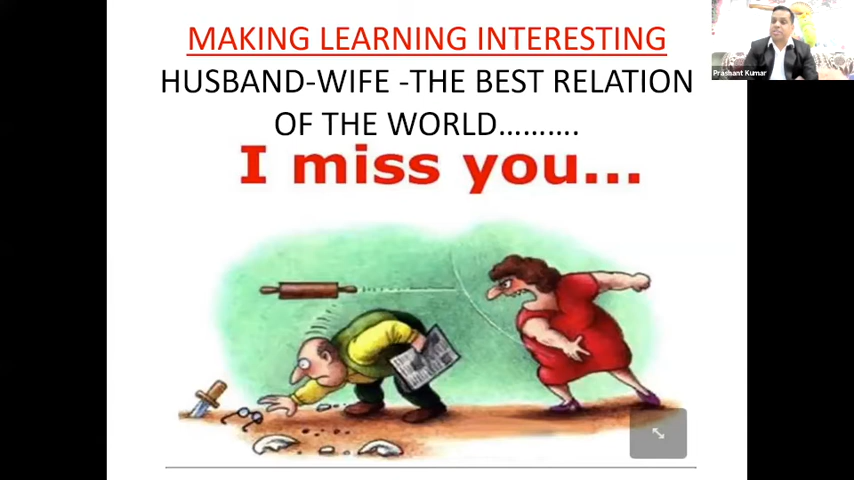 MAKING LEARNING INTERESTING
HUSBAND-WIFE -THE BEST RELATION
OF THE WORLD..........
I miss you...
Prashant Kumar